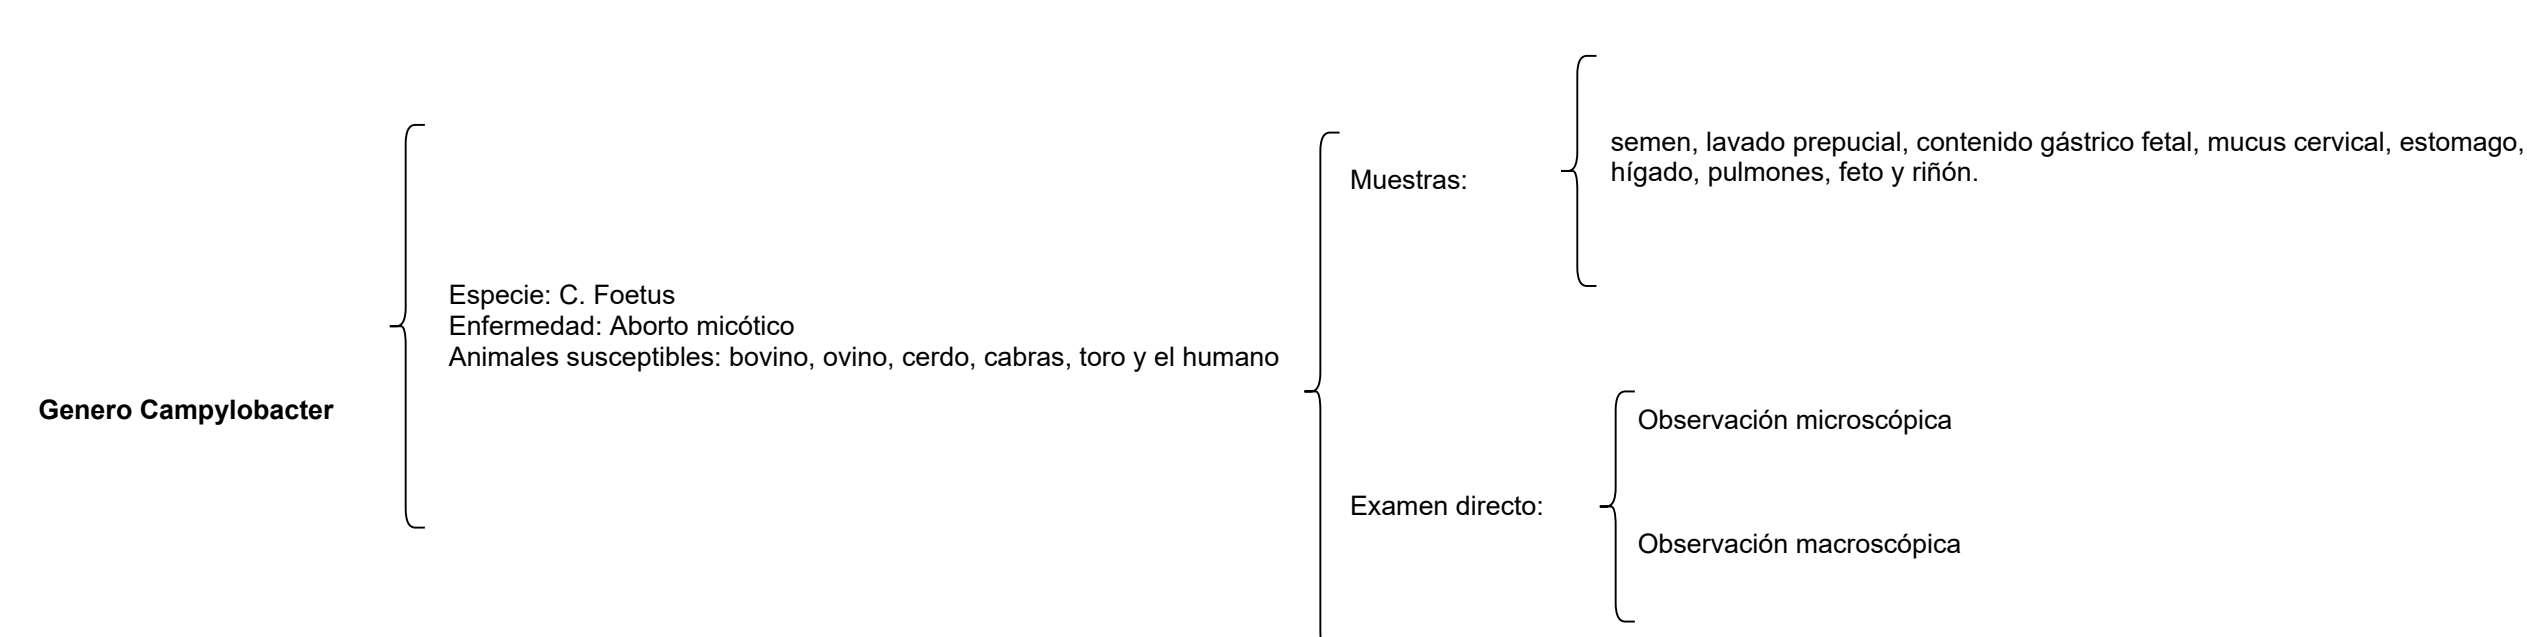 Genero Campylobacter
Especie: C. Foetus
Enfermedad: Aborto micótico
Animales susceptibles: bovino, ovino, cerdo, cabras, toro y el humano
Muestras:
semen, lavado prepucial, contenido gástrico fetal, mucus cervical, estomago,
hígado, pulmones, feto y riñón.
Examen directo:
Observación microscópica
Observación macroscópica